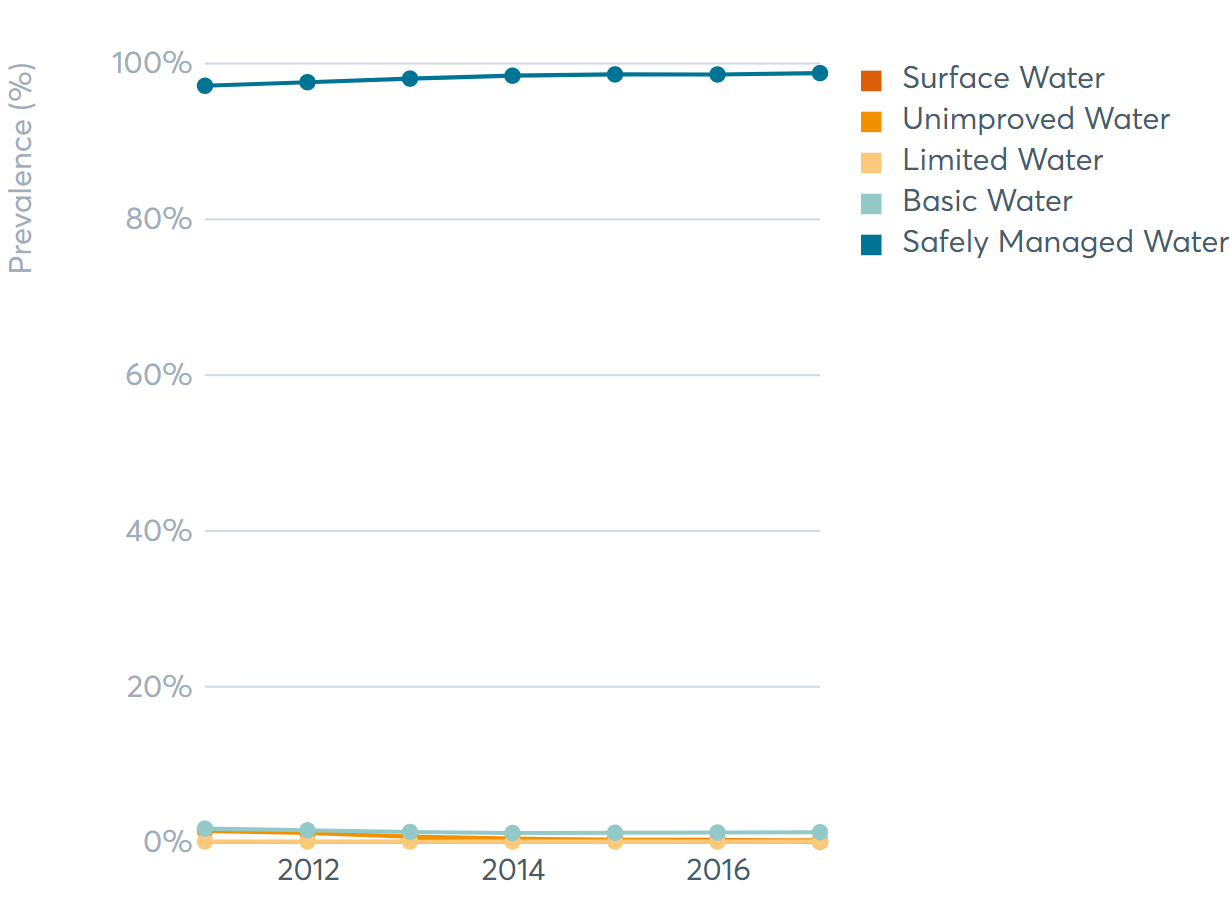 Prevalence (%)
100%
80%
60%
40%
20%
0%
2012
2014
2016
Surface Water
Unimproved Water
Limited Water
Basic Water
Safely Managed Water